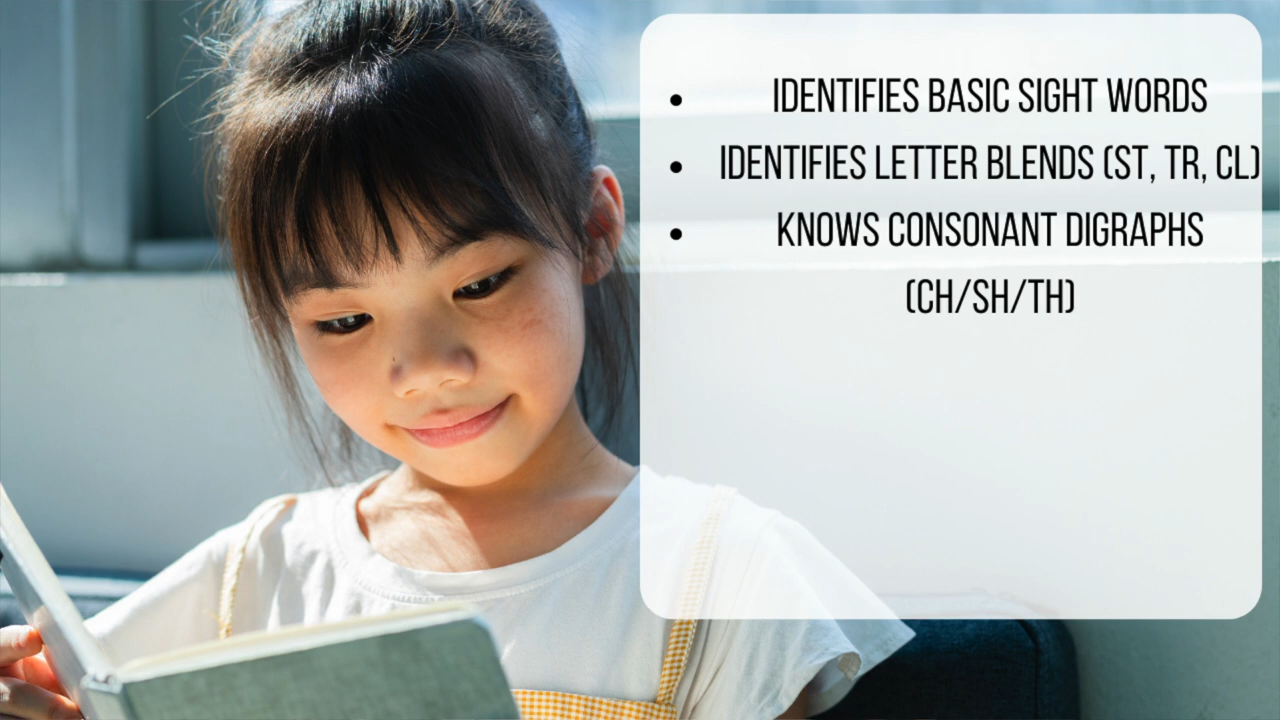 • IDENTIFIES BASIC SIGHT WORDS
• IDENTIFIES LETTER BLENDS (ST, TR, CL)
• KNOWS CONSONANT DIGRAPHS
(CH/SH/TH)